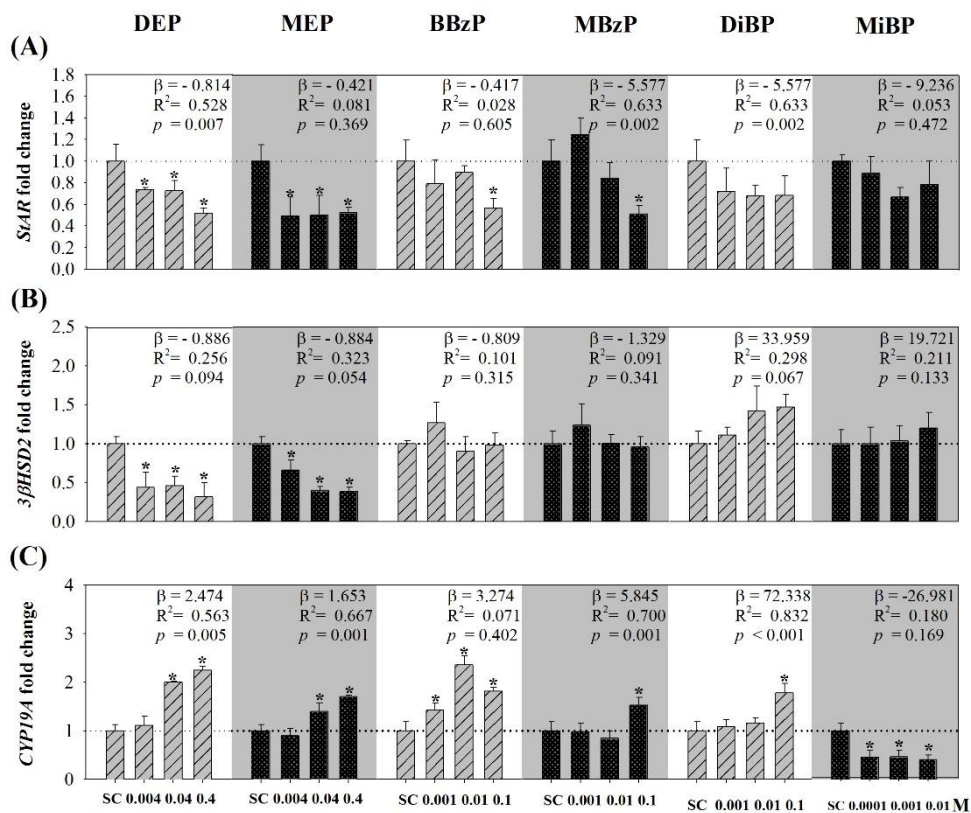 DEP MEP BBzP MBzP DiBP MiBP
(A)
β = - 0.814 β = - 0.421 β = - 0.417 β = - 5.577 β = - 5.577 β = - 9.236
R²= 0.528 R²= 0.081 R²= 0.028 R²= 0.633 R²= 0.633 R²= 0.053
p = 0.007 p = 0.369 p = 0.605 p = 0.002 p = 0.002 p = 0.472
StAR fold change
1.8
1.6
1.4
1.2
1.0
0.8
0.6
0.4
0.2
0.0
* * * * * * * *
(B)
β = - 0.886 β = - 0.884 β = - 0.809 β = - 1.329 β = 33.959 β = 19.721
R²= 0.256 R²= 0.323 R²= 0.101 R²= 0.091 R²= 0.298 R²= 0.211
p = 0.094 p = 0.054 p = 0.315 p = 0.341 p = 0.067 p = 0.133
3βHSD2 fold change
2.5
2.0
1.5
1.0
0.5
0.0
* * * * * *
(C)
β = 2.474 β = 1.653 β = 3.274 β = 5.845 β = 72.338 β = -26.981
R²= 0.563 R²= 0.667 R²= 0.071 R²= 0.700 R²= 0.832 R²= 0.180
p = 0.005 p = 0.001 p = 0.402 p = 0.001 p < 0.001 p = 0.169
CYP19A fold change
4
3
2
1
0
* * * * * * * * * * * *
SC 0.004 0.04 0.4 SC 0.004 0.04 0.4 SC 0.001 0.01 0.1 SC 0.001 0.01 0.1 SC 0.001 0.01 0.1 SC 0.0001 0.001 0.01 M